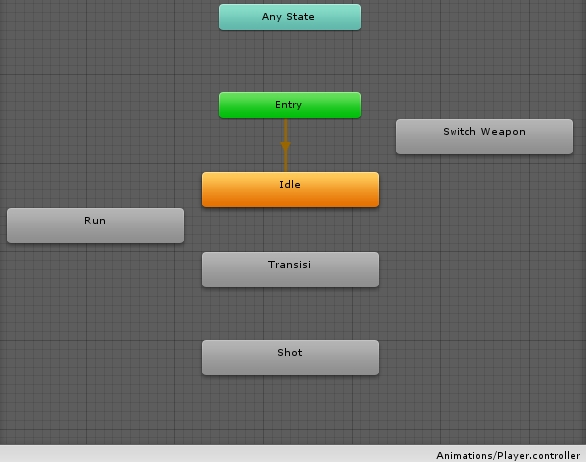 Any State
Entry
Switch Weapon
Idle
Run
Transisi
Shot
Animations/Player.controller